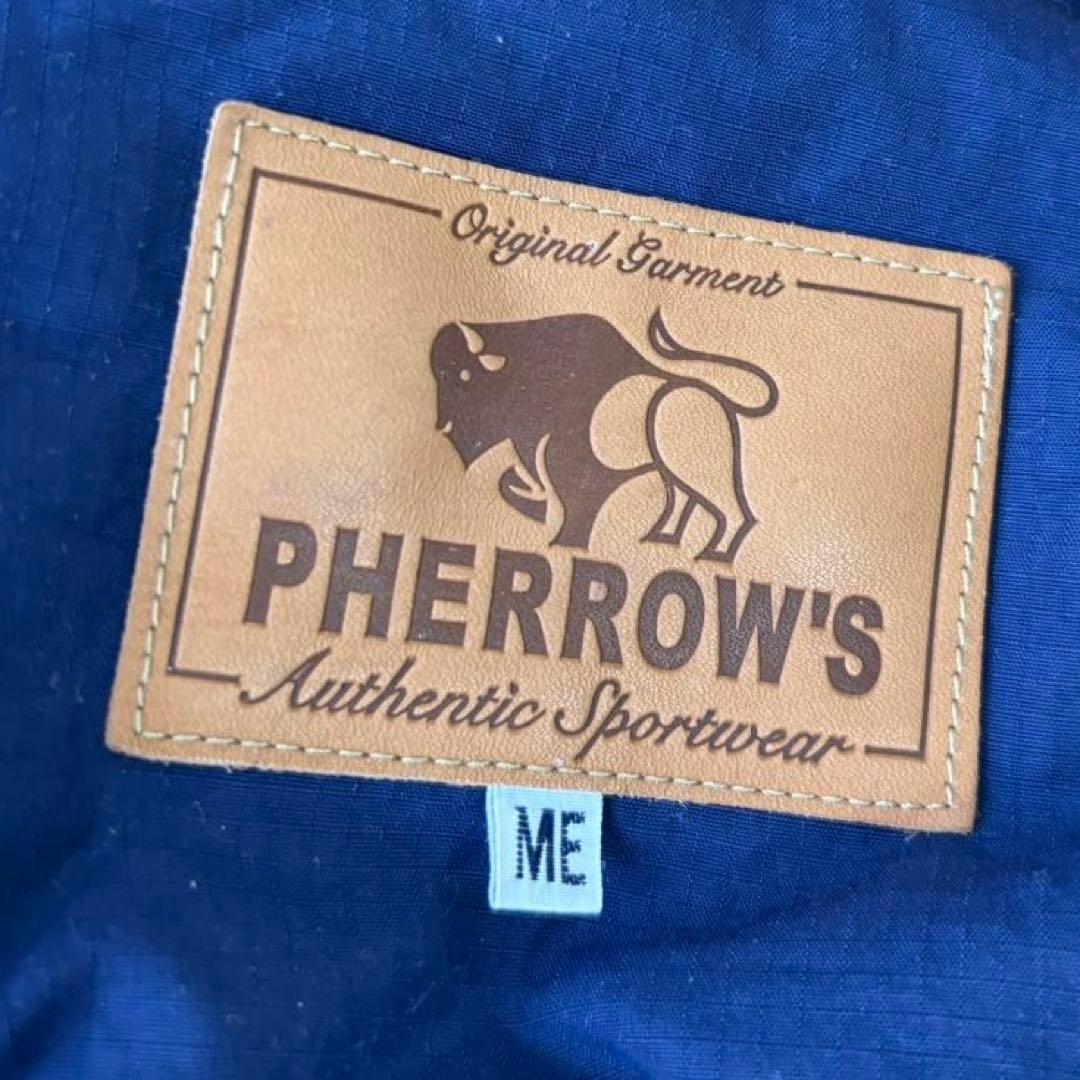 Original Garment
PHERROW'S
Authentic Sportwear
ME